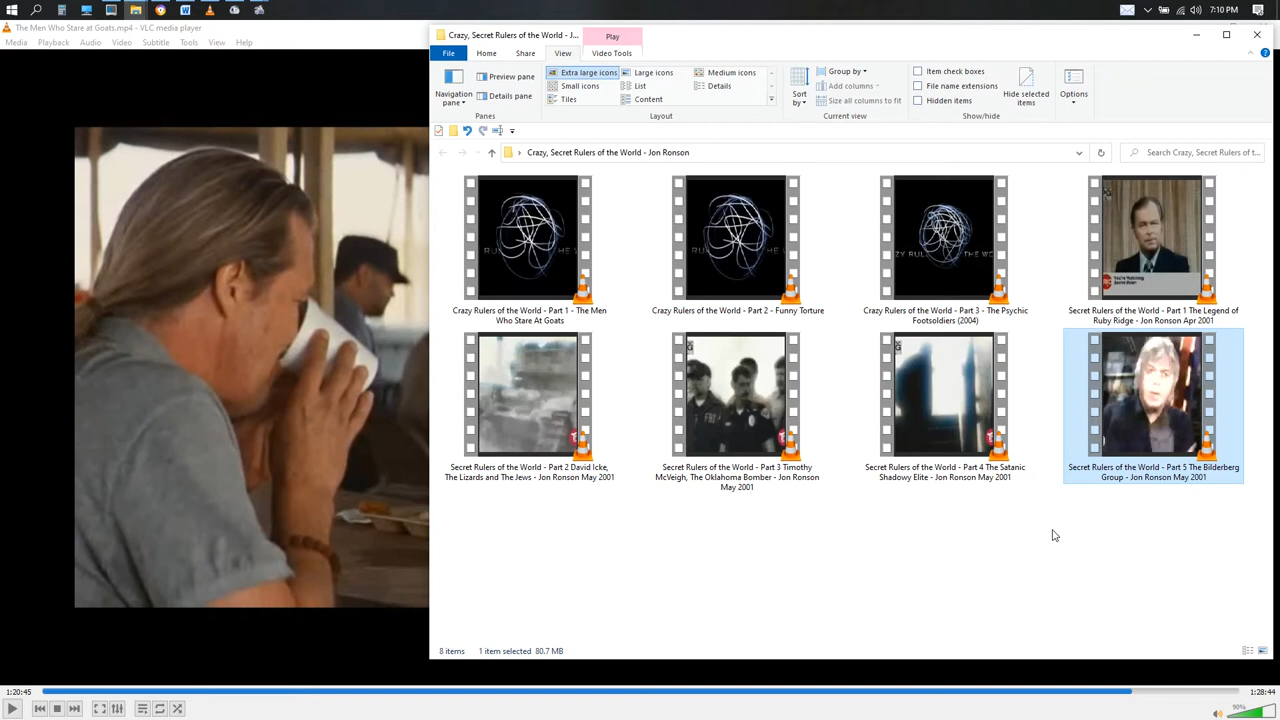 7:10 PM
The Men Who Stare at Goats.mp4 - VLC media player
Media Playback Audio Video Subtitle Tools View Help
Crazy, Secret Rulers of the World - J...
Play
File Home Share View Video Tools
Navigation pane
Preview pane
Details pane
Panes
Extra large icons Large icons Medium icons
Small icons List Details
Tiles Content
Layout
Sort by
Group by
Add columns
Size all columns to fit
Current view
Item check boxes
File name extensions
Hidden items
Hide selected items
Show/hide
Options
Crazy, Secret Rulers of the World - Jon Ronson
Search Crazy, Secret Rulers of t...
Crazy Rulers of the World - Part 1 - The Men
Who Stare At Goats
Crazy Rulers of the World - Part 2 - Funny Torture
Crazy Rulers of the World - Part 3 - The Psychic
Footsoldiers (2004)
Secret Rulers of the World - Part 1 The Legend of
Ruby Ridge - Jon Ronson Apr 2001
Secret Rulers of the World - Part 2 David Icke,
The Lizards and The Jews - Jon Ronson May 2001
Secret Rulers of the World - Part 3 Timothy
McVeigh, The Oklahoma Bomber - Jon Ronson
May 2001
Secret Rulers of the World - Part 4 The Satanic
Shadowy Elite - Jon Ronson May 2001
Secret Rulers of the World - Part 5 The Bilderberg
Group - Jon Ronson May 2001
8 items 1 item selected 80.7 MB
1:20:45
1:28:44
90%